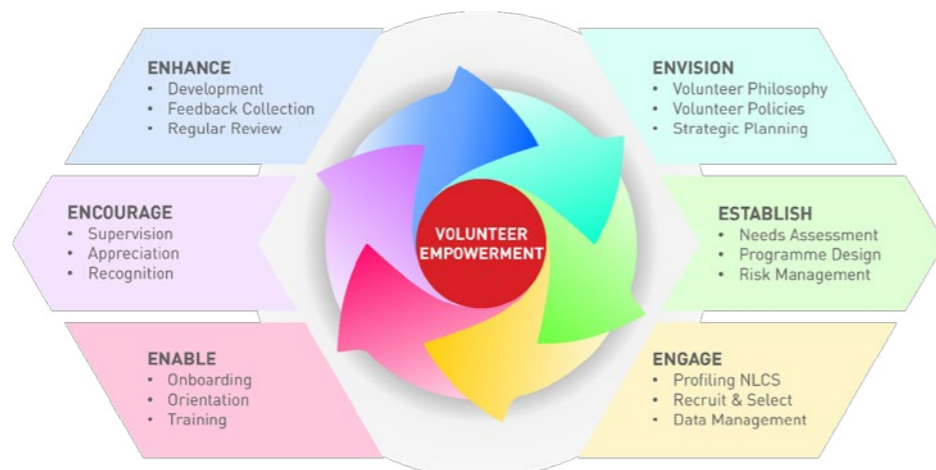 ENHANCE
• Development
• Feedback Collection
• Regular Review
ENVISION
• Volunteer Philosophy
• Volunteer Policies
• Strategic Planning
ENCOURAGE
• Supervision
• Appreciation
• Recognition
VOLUNTEER
EMPOWERMENT
ESTABLISH
• Needs Assessment
• Programme Design
• Risk Management
ENABLE
• Onboarding
• Orientation
• Training
ENGAGE
• Profiling NLCS
• Recruit & Select
• Data Management